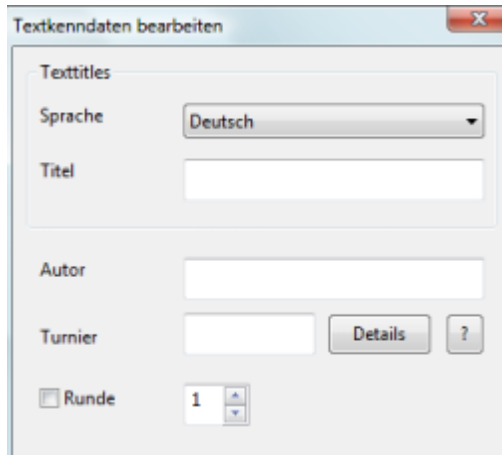 Textkenndaten bearbeiten
Texttitles
Sprache Deutsch
Titel
Autor
Turnier Details ?
Runde 1